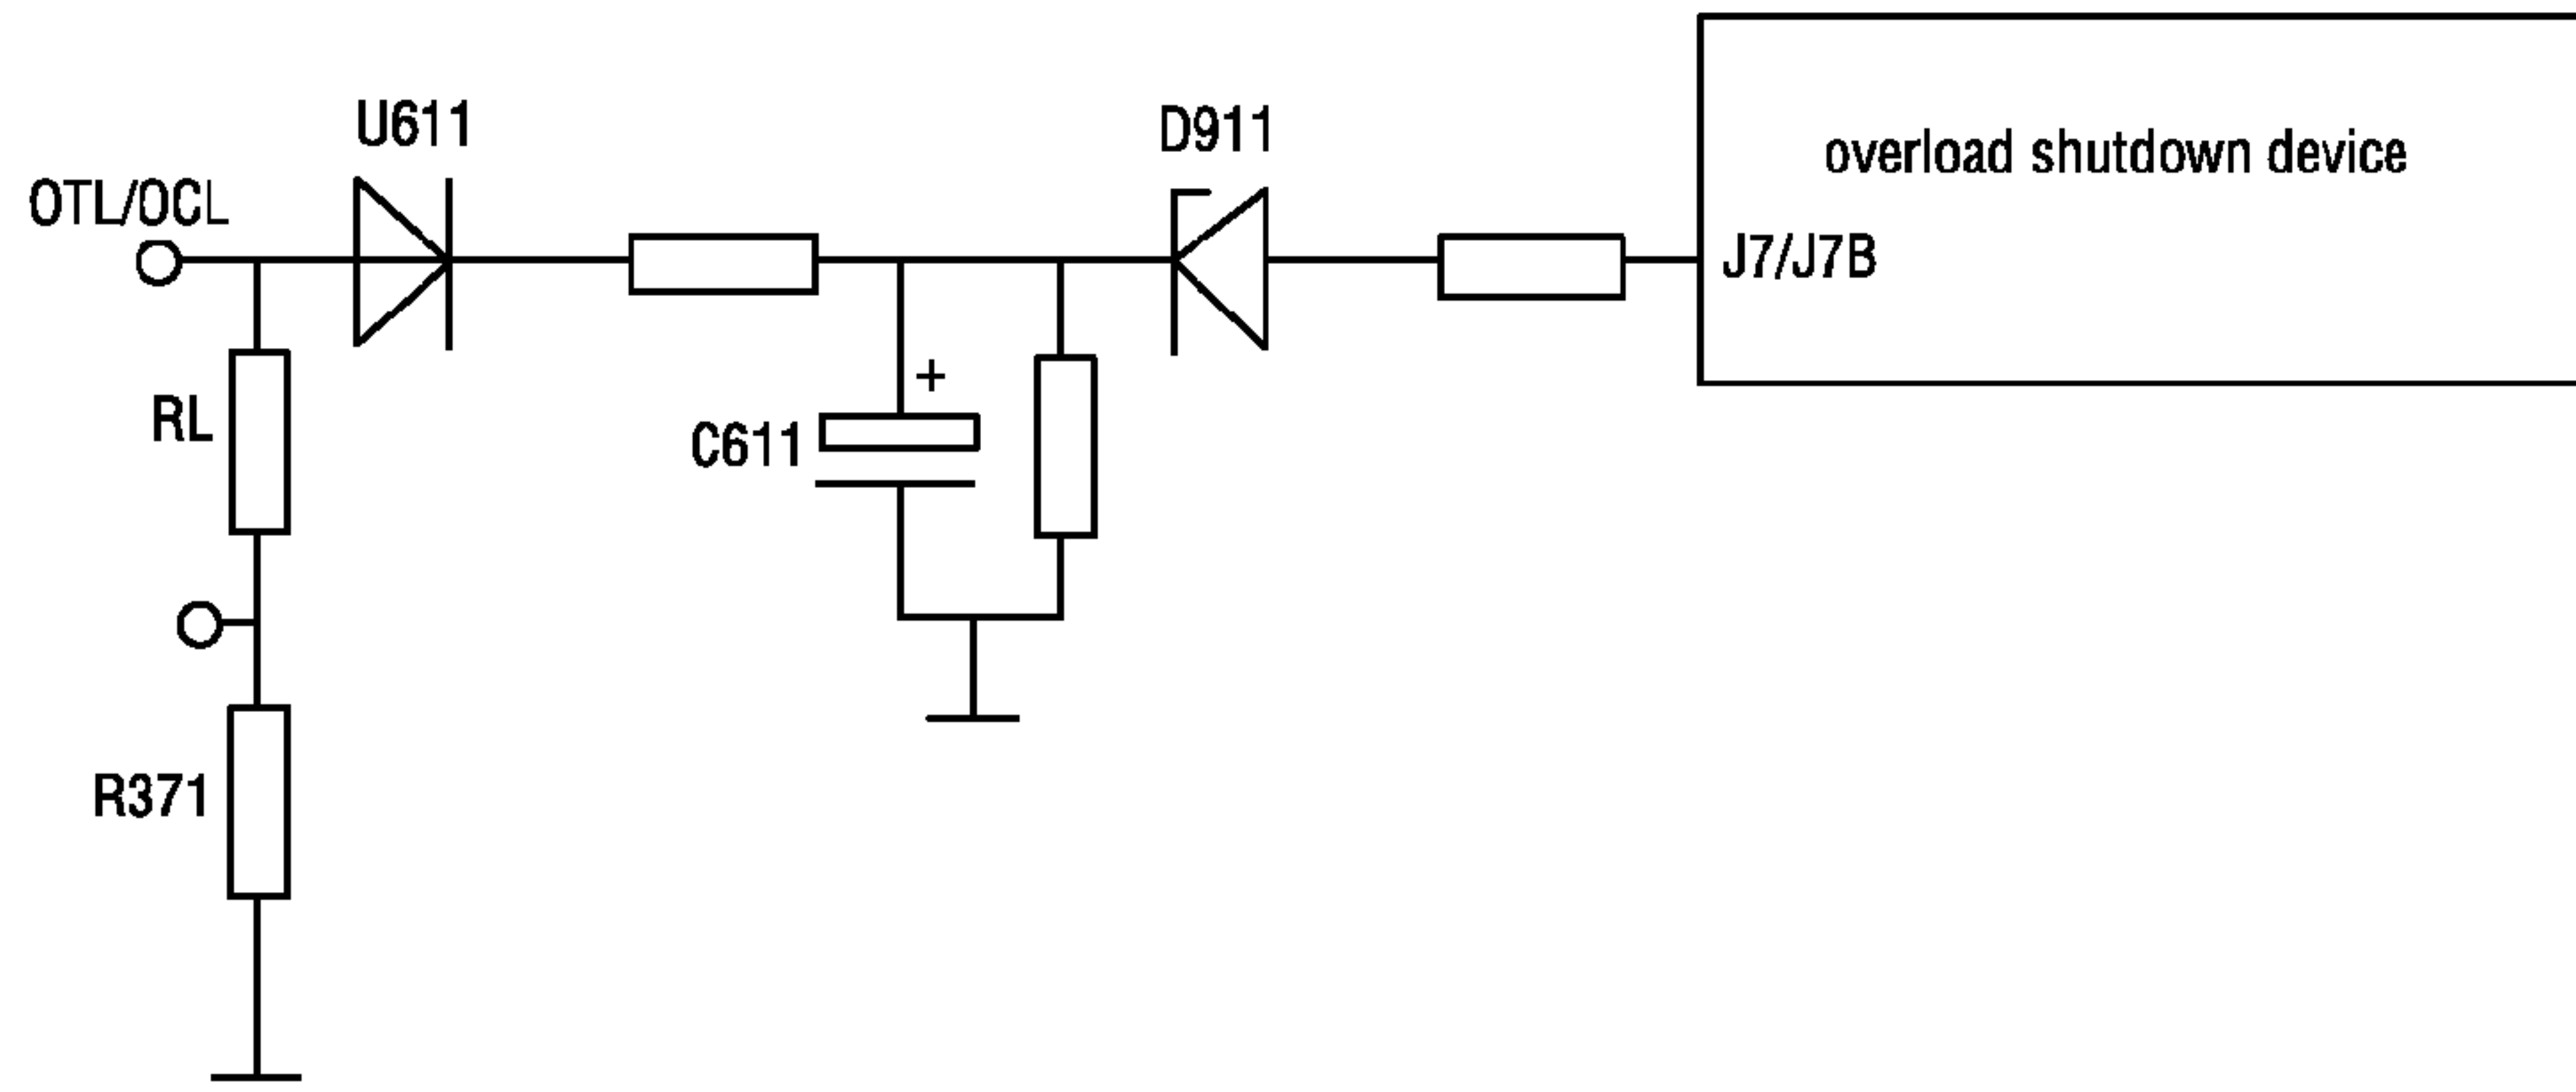 U611
D911
overload shutdown device
OTL/OCL
J7/J7B
+
RL
C611
R371